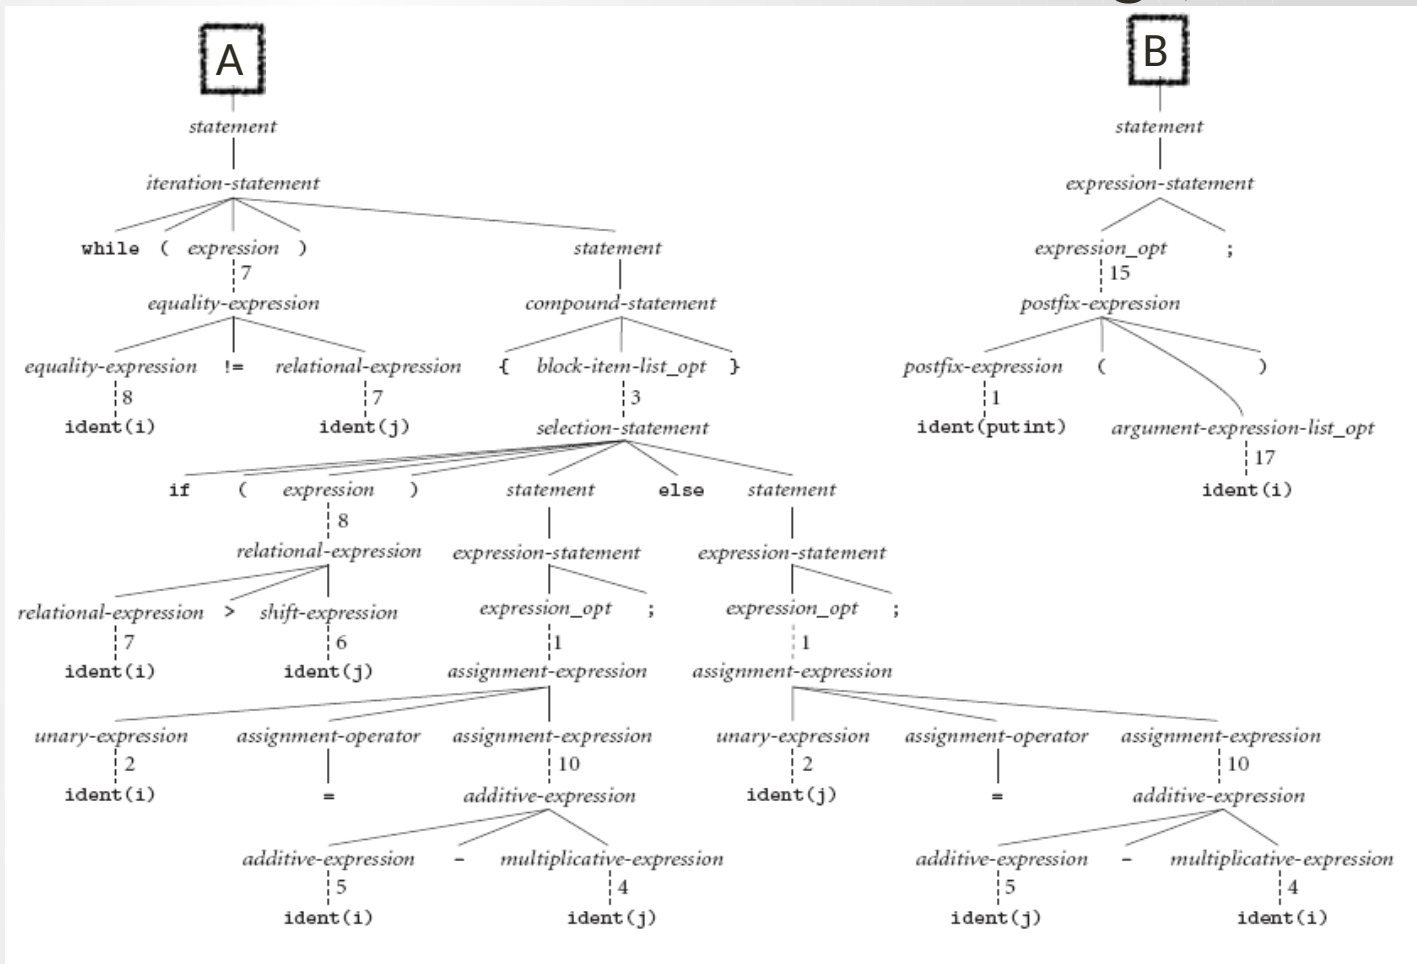 A B
statement statement
iteration-statement expression-statement
while ( expression ) statement expression_opt ;
7 15
equality-expression compound-statement postfix-expression
equality-expression != relational-expression { block-item-list_opt } postfix-expression ( )
8 7 3 1
ident(i) ident(j) selection-statement ident(putint) argument-expression-list_opt
17
if ( expression ) statement else statement ident(i)
8
relational-expression expression-statement expression-statement
relational-expression > shift-expression expression_opt ; expression_opt ;
7 6 1 1
ident(i) ident(j) assignment-expression assignment-expression
unary-expression assignment-operator assignment-expression unary-expression assignment-operator assignment-expression
2 10 2 10
ident(i) = additive-expression ident(j) = additive-expression
additive-expression - multiplicative-expression additive-expression - multiplicative-expression
5 4 5 4
ident(i) ident(j) ident(j) ident(i)